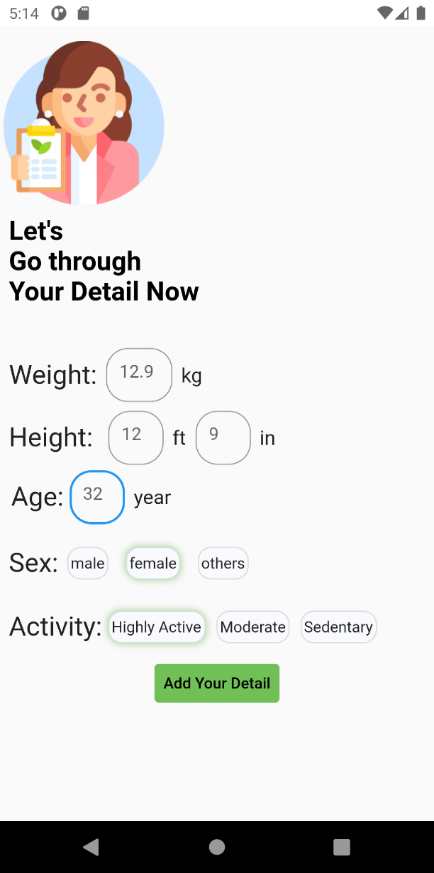 5:14
Let's
Go through
Your Detail Now
Weight: 12.9 kg
Height: 12 ft 9 in
Age: 32 year
Sex: male female others
Activity: Highly Active Moderate Sedentary
Add Your Detail